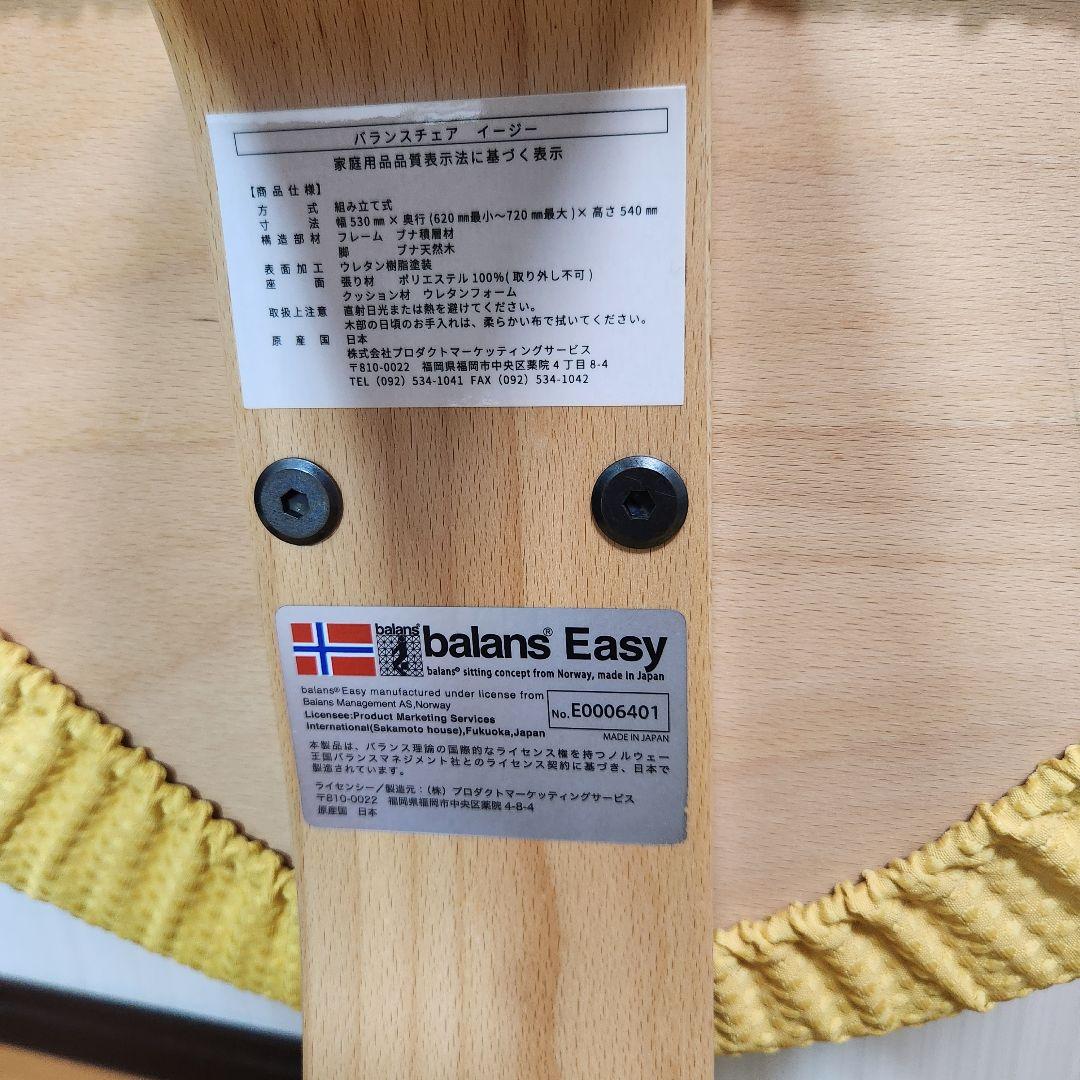 バランスチェア イージー
家庭用品品質表示法に基づく表示
【商品仕様】
方式 組み立て式
寸法 幅530㎜×奥行(620㎜最小～720㎜最大)×高さ540㎜
構造部材 フレーム ブナ積層材
脚 ブナ天然木
表面加工 ウレタン樹脂塗装
座面 張り材 ポリエステル100%(取り外し不可)
クッション材 ウレタンフォーム
取扱上注意 直射日光または熱を避けてください。
木部の日頃のお手入れは、柔らかい布で拭いてください。
原産国 日本
株式会社プロダクトマーケッティングサービス
〒810-0022 福岡県福岡市中央区薬院4丁目8-4
TEL (092) 534-1041 FAX (092) 534-1042
balans®
balans® Easy
balans® sitting concept from Norway, made in Japan
balans® Easy manufactured under license from
Balans Management AS,Norway
Licensee:Product Marketing Services
International(Sakamoto house),Fukuoka,Japan
No.E0006401
MADE IN JAPAN
本製品は、バランス理論の国際的なライセンス権を持つノルウェー
王国バランスマネジメント社とのライセンス契約に基づき、日本で
製造されています。
ライセンシー/製造元:(株)プロダクトマーケッティングサービス
〒810-0022 福岡県福岡市中央区薬院4-8-4
原産国 日本